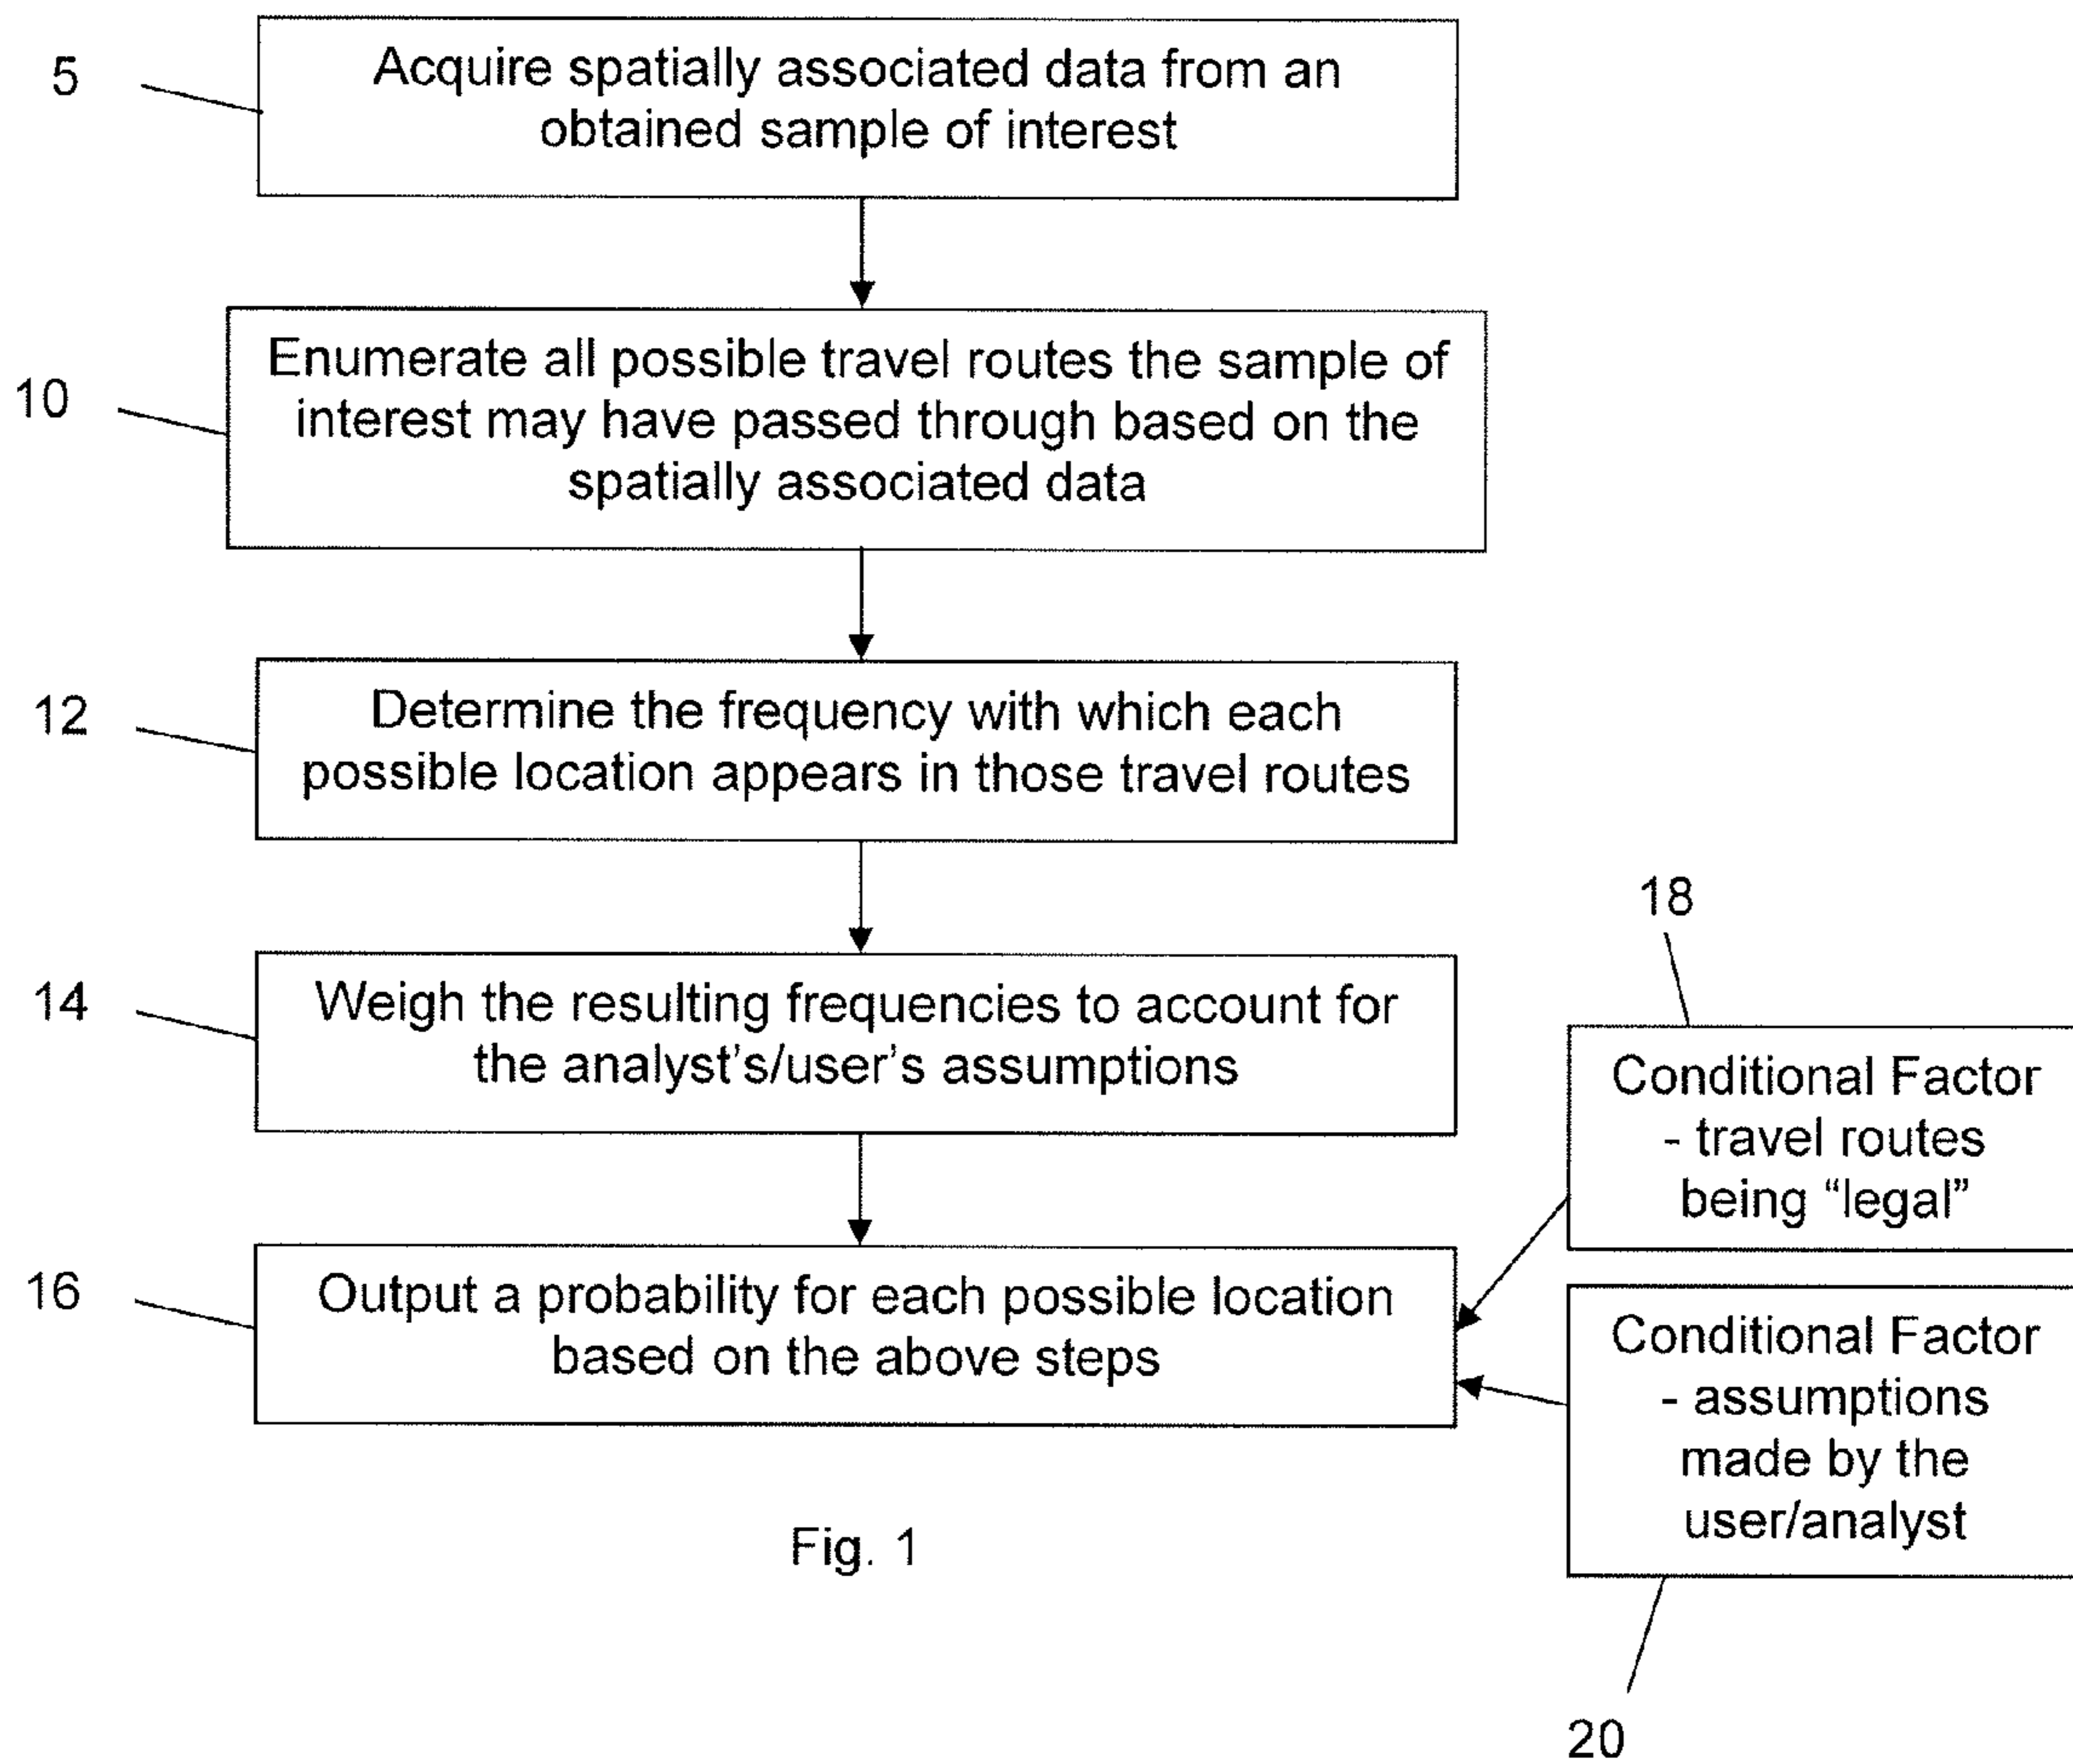 5
Acquire spatially associated data from an
obtained sample of interest
10
Enumerate all possible travel routes the sample of
interest may have passed through based on the
spatially associated data
12
Determine the frequency with which each
possible location appears in those travel routes
14
Weigh the resulting frequencies to account for
the analyst's/user's assumptions
16
Output a probability for each possible location
based on the above steps
18
Conditional Factor
- travel routes
being “legal”
Conditional Factor
- assumptions
made by the
user/analyst
20
Fig. 1